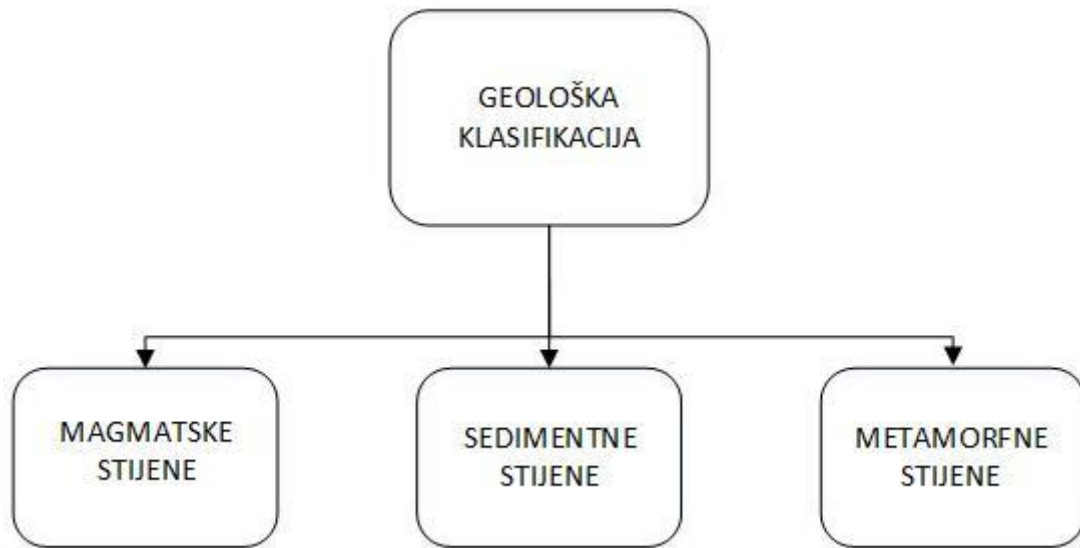 GEOLOŠKA
KLASIFIKACIJA
MAGMATSKE
STIJENE
SEDIMENTNE
STIJENE
METAMORFNE
STIJENE